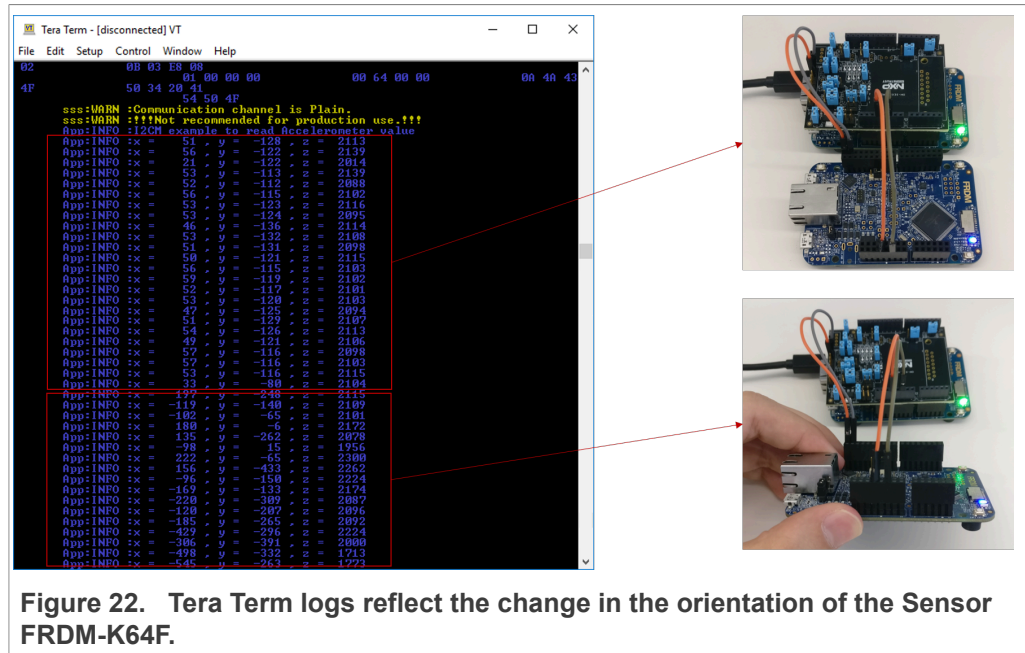 Tera Term - [disconnected] VT
File Edit Setup Control Window Help
02 0B 03 E8 08
01 00 00 00 00 64 00 00 0A 4A 43
4F 50 34 20 41
54 50 4F
sss:WARN :Communication channel is Plain.
sss:WARN :!!!Not recommended for production use.!!!
App:INFO :I2CM example to read Accelerometer value
App:INFO :x = 51 , y = -128 , z = 2113
App:INFO :x = 56 , y = -122 , z = 2139
App:INFO :x = 21 , y = -122 , z = 2014
App:INFO :x = 53 , y = -113 , z = 2139
App:INFO :x = 52 , y = -112 , z = 2088
App:INFO :x = 56 , y = -115 , z = 2102
App:INFO :x = 53 , y = -123 , z = 2116
App:INFO :x = 53 , y = -124 , z = 2095
App:INFO :x = 46 , y = -136 , z = 2114
App:INFO :x = 53 , y = -132 , z = 2108
App:INFO :x = 51 , y = -131 , z = 2098
App:INFO :x = 50 , y = -121 , z = 2115
App:INFO :x = 56 , y = -115 , z = 2103
App:INFO :x = 59 , y = -119 , z = 2102
App:INFO :x = 52 , y = -117 , z = 2101
App:INFO :x = 53 , y = -120 , z = 2103
App:INFO :x = 47 , y = -125 , z = 2094
App:INFO :x = 51 , y = -129 , z = 2107
App:INFO :x = 54 , y = -126 , z = 2113
App:INFO :x = 49 , y = -121 , z = 2106
App:INFO :x = 57 , y = -116 , z = 2098
App:INFO :x = 57 , y = -116 , z = 2103
App:INFO :x = 53 , y = -116 , z = 2115
App:INFO :x = 33 , y = -80 , z = 2104
App:INFO :x = 197 , y = -248 , z = 2115
App:INFO :x = -119 , y = -140 , z = 2109
App:INFO :x = -102 , y = -65 , z = 2101
App:INFO :x = 180 , y = -6 , z = 2172
App:INFO :x = 135 , y = -262 , z = 2078
App:INFO :x = -98 , y = 15 , z = 1956
App:INFO :x = 222 , y = -65 , z = 2300
App:INFO :x = 156 , y = -433 , z = 2262
App:INFO :x = -96 , y = -150 , z = 2224
App:INFO :x = -169 , y = -133 , z = 2174
App:INFO :x = -220 , y = -309 , z = 2087
App:INFO :x = -120 , y = -207 , z = 2096
App:INFO :x = -185 , y = -265 , z = 2092
App:INFO :x = -429 , y = -296 , z = 2224
App:INFO :x = -306 , y = -391 , z = 2000
App:INFO :x = -498 , y = -332 , z = 1713
App:INFO :x = -545 , y = -263 , z = 1773
NXP
FRDM
Figure 22. Tera Term logs reflect the change in the orientation of the Sensor
FRDM-K64F.